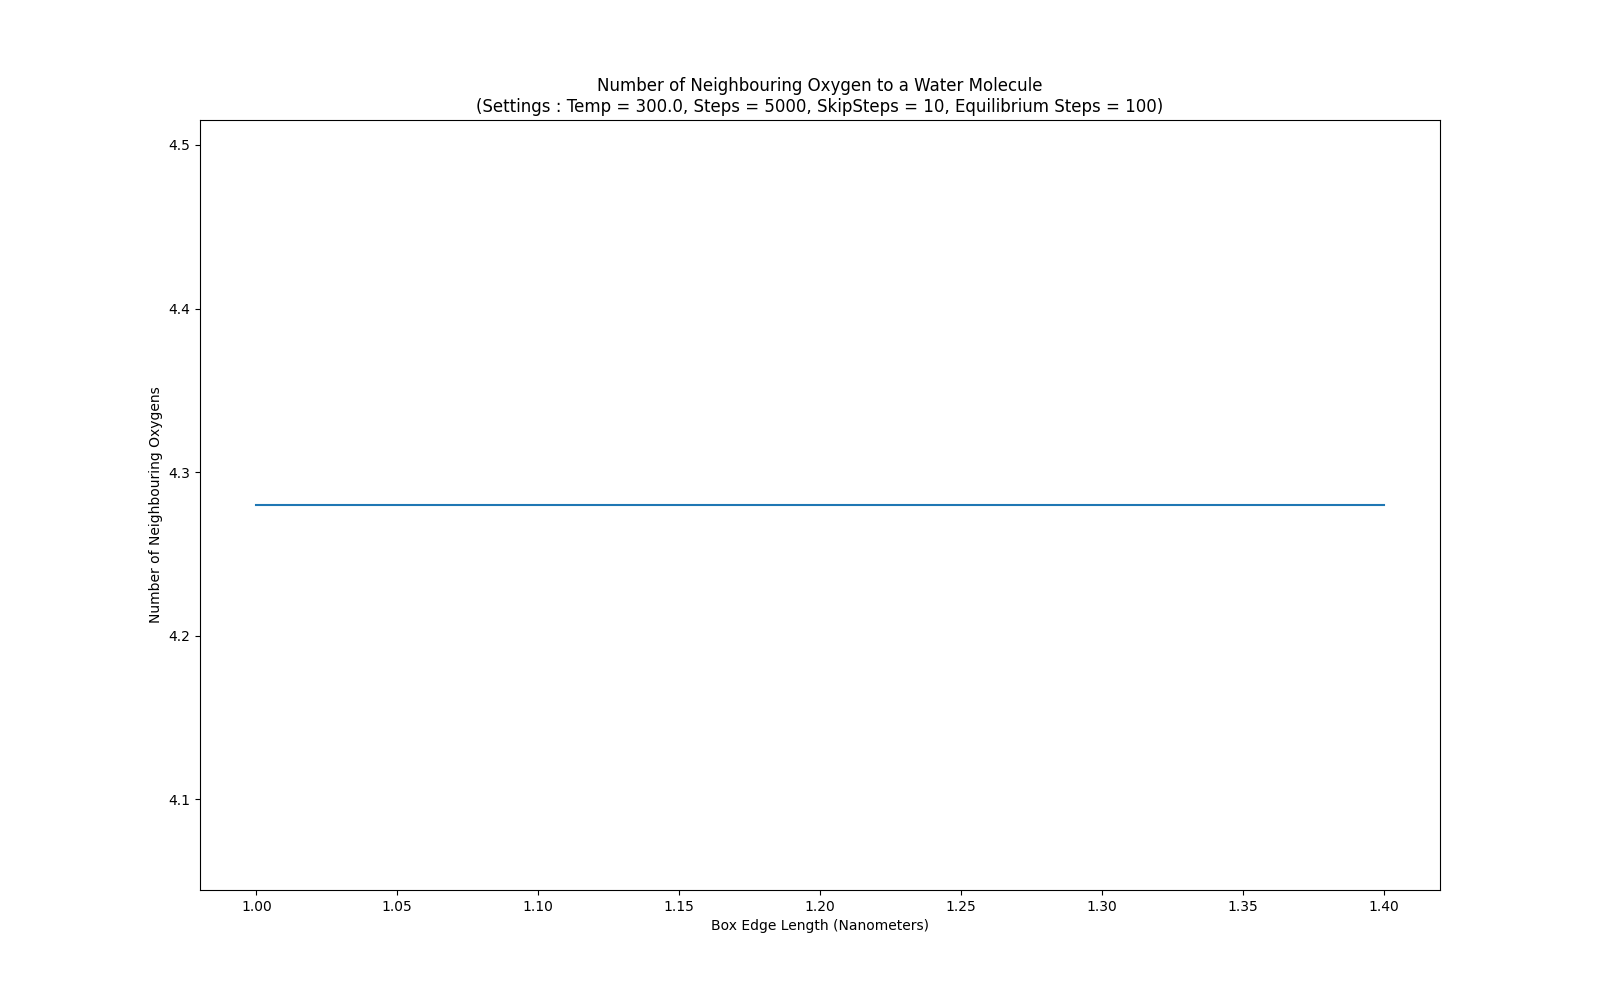 Number of Neighbouring Oxygen to a Water Molecule
(Settings : Temp = 300.0, Steps = 5000, SkipSteps = 10, Equilibrium Steps = 100)
4.5
4.4
4.3
4.2
4.1
Number of Neighbouring Oxygens
1.00 1.05 1.10 1.15 1.20 1.25 1.30 1.35 1.40
Box Edge Length (Nanometers)